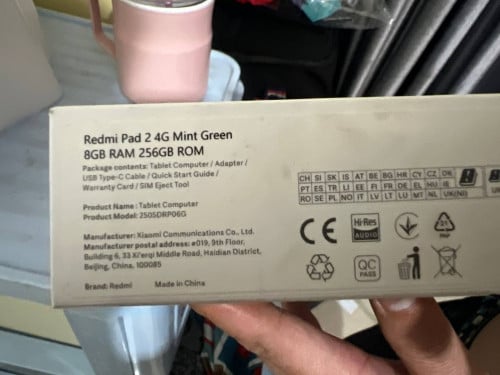 Redmi Pad 2 4G Mint Green
8GB RAM 256GB ROM
Package contents: Tablet Computer / Adapter /
USB Type-C Cable / Quick Start Guide /
Warranty Card / SIM Eject Tool
Product Name: Tablet Computer
Product Model: 2505DRP06G
Manufacturer: Xiaomi Communications Co., Ltd.
Manufacturer postal address: #019, 9th Floor,
Building 6, 33 Xi'erqi Middle Road, Haidian District,
Beijing, China, 100085
Brand: Redmi Made in China
CH SI SK IS AT BE BG HR CY CZ DK
PT ES TR LI EE FI FR DE EL HU IE
RO SE PL NO IT LV LT LU MT NL UK(NI)
CE
Hi-Res
AUDIO
21
PAP
QC
PASS